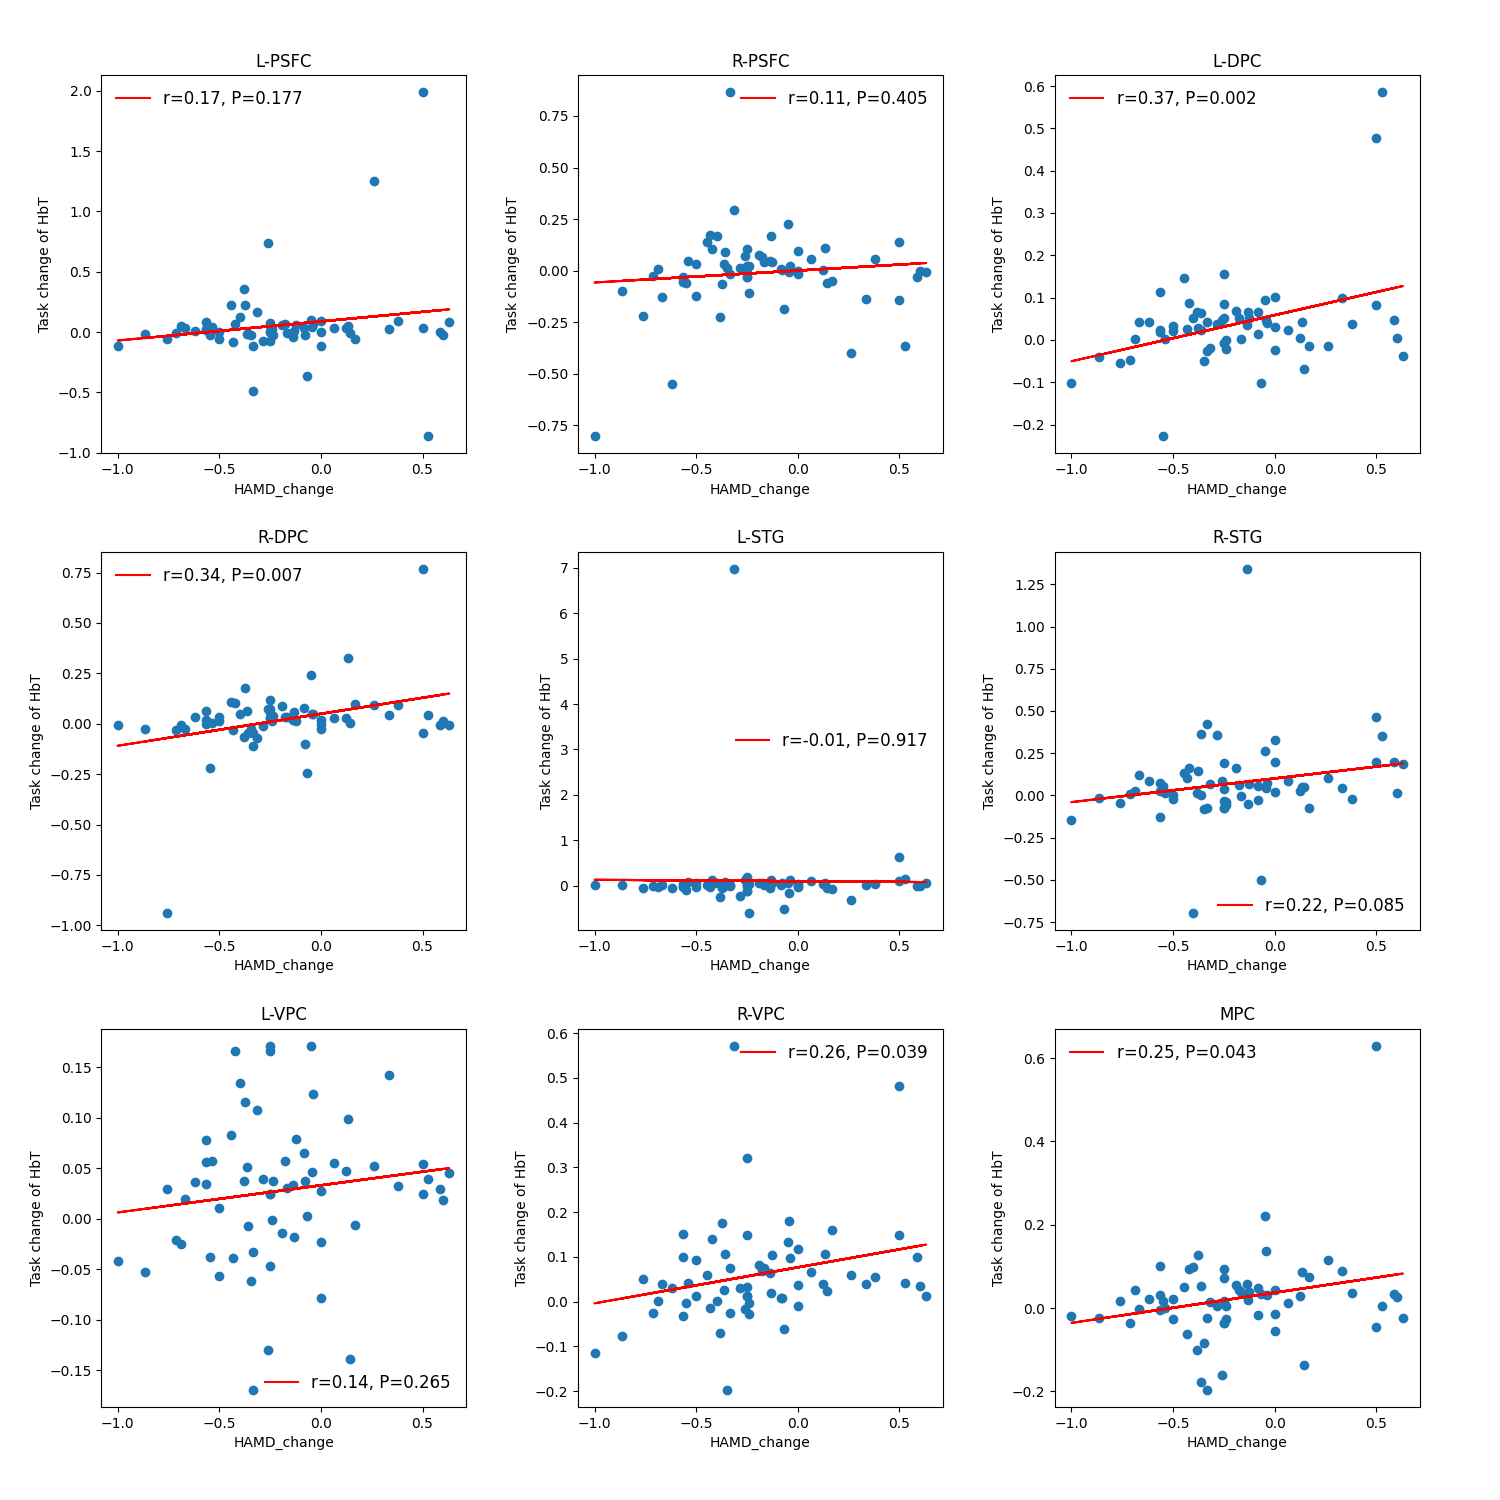 L-PSFC
r=0.17, P=0.177
2.0
1.5
1.0
0.5
0.0
−0.5
−1.0
Task change of HbT
−1.0 −0.5 0.0 0.5
HAMD_change
R-PSFC
r=0.11, P=0.405
0.75
0.50
0.25
0.00
−0.25
−0.50
−0.75
Task change of HbT
−1.0 −0.5 0.0 0.5
HAMD_change
L-DPC
r=0.37, P=0.002
0.6
0.5
0.4
0.3
0.2
0.1
0.0
−0.1
−0.2
Task change of HbT
−1.0 −0.5 0.0 0.5
HAMD_change
R-DPC
r=0.34, P=0.007
0.75
0.50
0.25
0.00
−0.25
−0.50
−0.75
−1.00
Task change of HbT
−1.0 −0.5 0.0 0.5
HAMD_change
L-STG
7
6
5
4
3
2
1
0
r=-0.01, P=0.917
Task change of HbT
−1.0 −0.5 0.0 0.5
HAMD_change
R-STG
1.25
1.00
0.75
0.50
0.25
0.00
−0.25
−0.50
−0.75
r=0.22, P=0.085
Task change of HbT
−1.0 −0.5 0.0 0.5
HAMD_change
L-VPC
0.15
0.10
0.05
0.00
−0.05
−0.10
−0.15
r=0.14, P=0.265
Task change of HbT
−1.0 −0.5 0.0 0.5
HAMD_change
R-VPC
r=0.26, P=0.039
0.6
0.5
0.4
0.3
0.2
0.1
0.0
−0.1
−0.2
Task change of HbT
−1.0 −0.5 0.0 0.5
HAMD_change
MPC
r=0.25, P=0.043
0.6
0.4
0.2
0.0
−0.2
Task change of HbT
−1.0 −0.5 0.0 0.5
HAMD_change